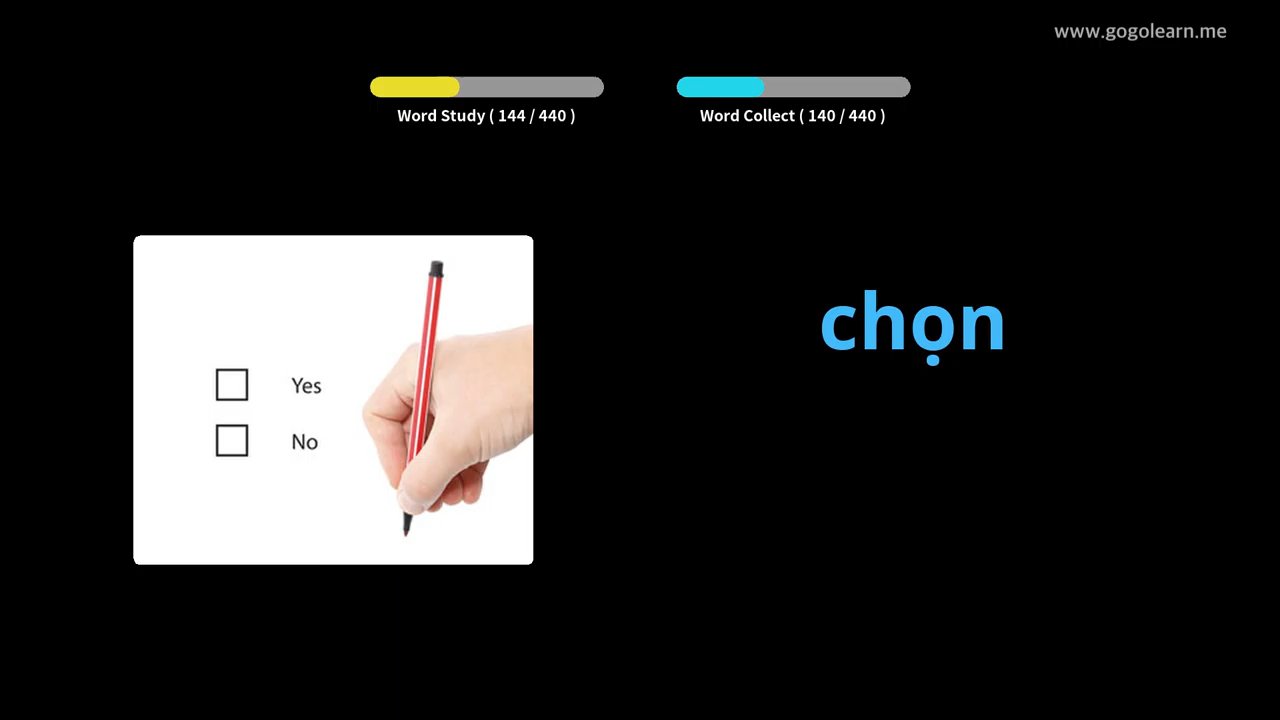 www.gogolearn.me
Word Study ( 144 / 440 )
Word Collect ( 140 / 440 )
Yes
No
chọn